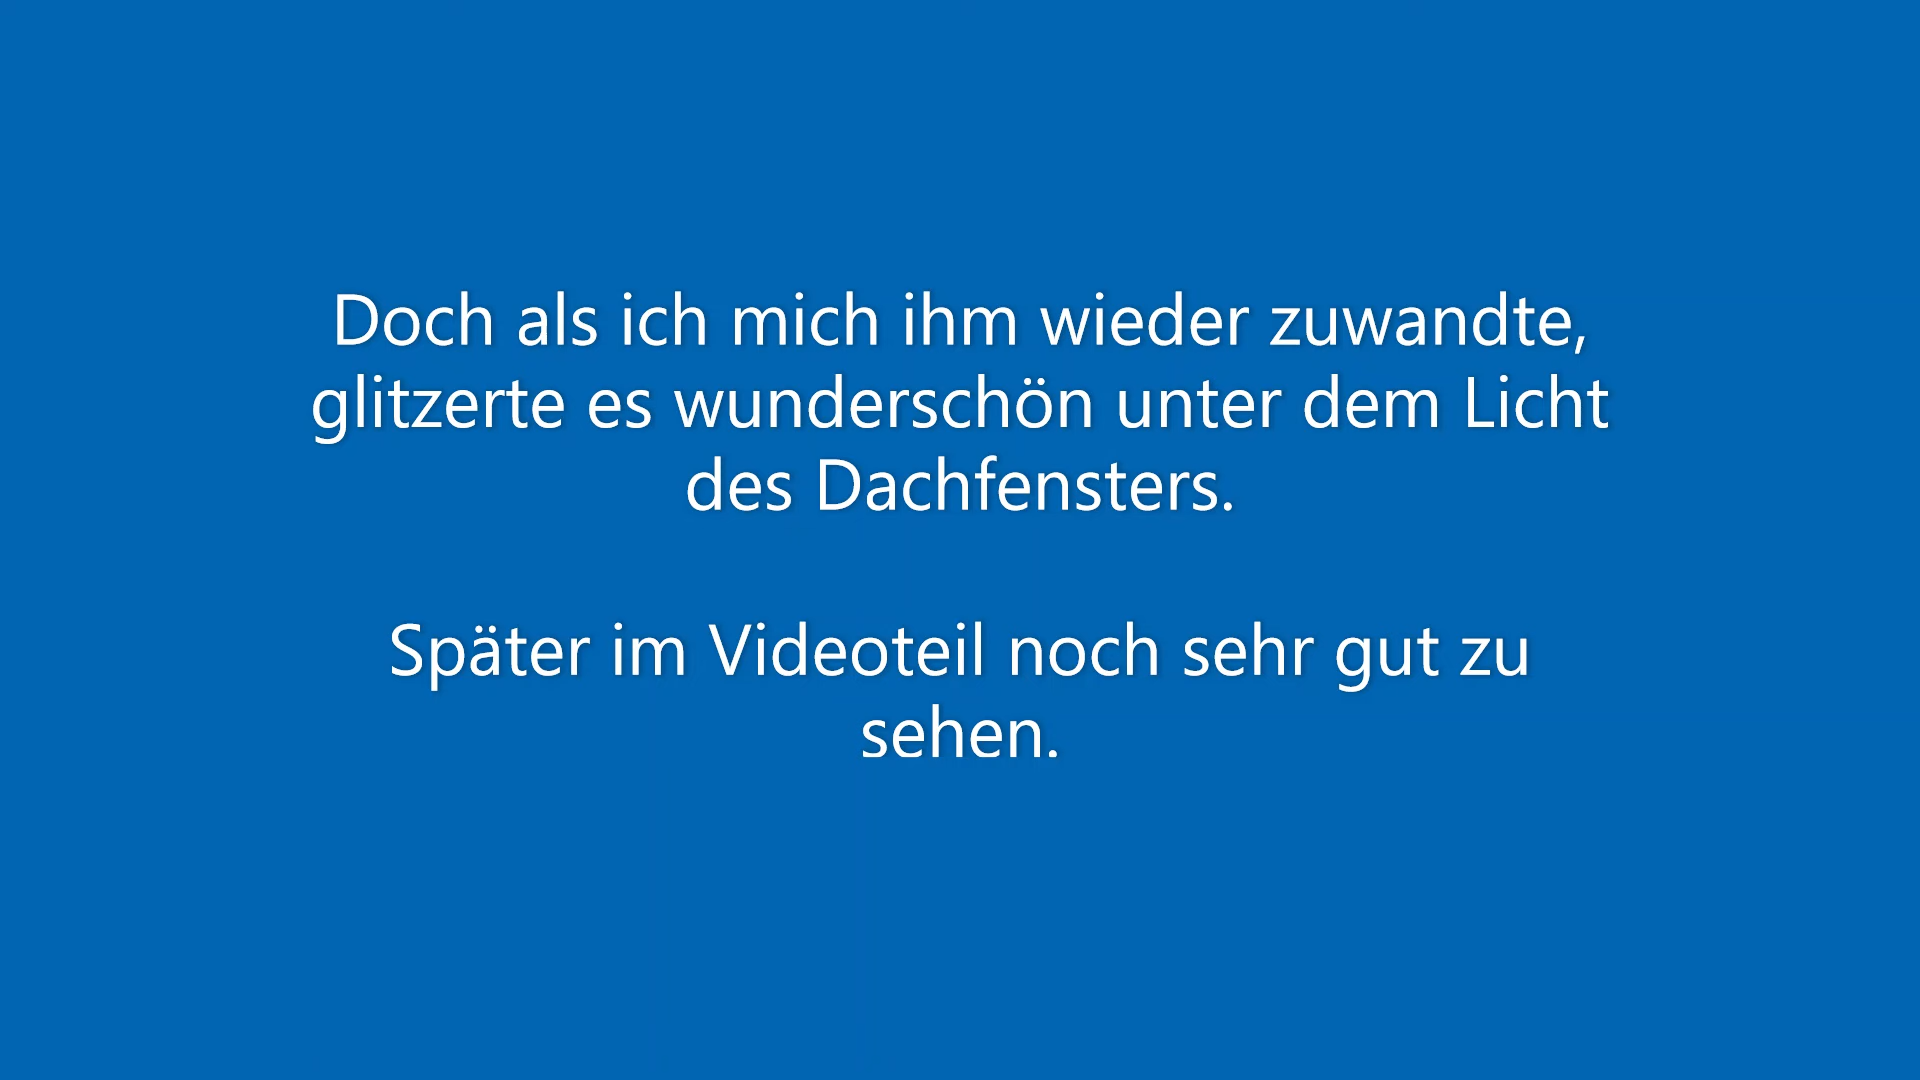 Doch als ich mich ihm wieder zuwandte,
glitzerte es wunderschön unter dem Licht
des Dachfensters.
Später im Videoteil noch sehr gut zu
sehen.